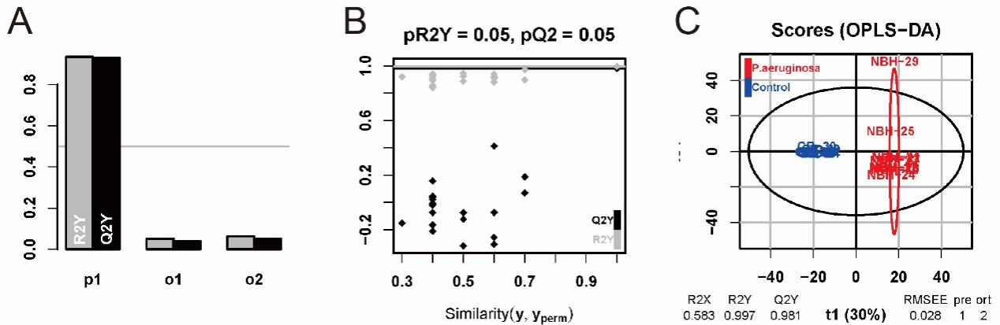 A
0.8
0.6
0.4
0.2
0.0
R2Y
Q2Y
p1
o1
o2
B
pR2Y = 0.05, pQ2 = 0.05
1.0
0.6
0.2
−0.2
Q2Y
R2Y
0.3
0.5
0.7
0.9
Similarity(y, yperm)
C
Scores (OPLS−DA)
P.aeruginosa
Control
NBH−29
NBH−25
NBH−24
40
20
0
−40
−40 −20 0 20 40
R2X R2Y Q2Y RMSEE pre ort
0.583 0.997 0.981 t1 (30%) 0.028 1 2